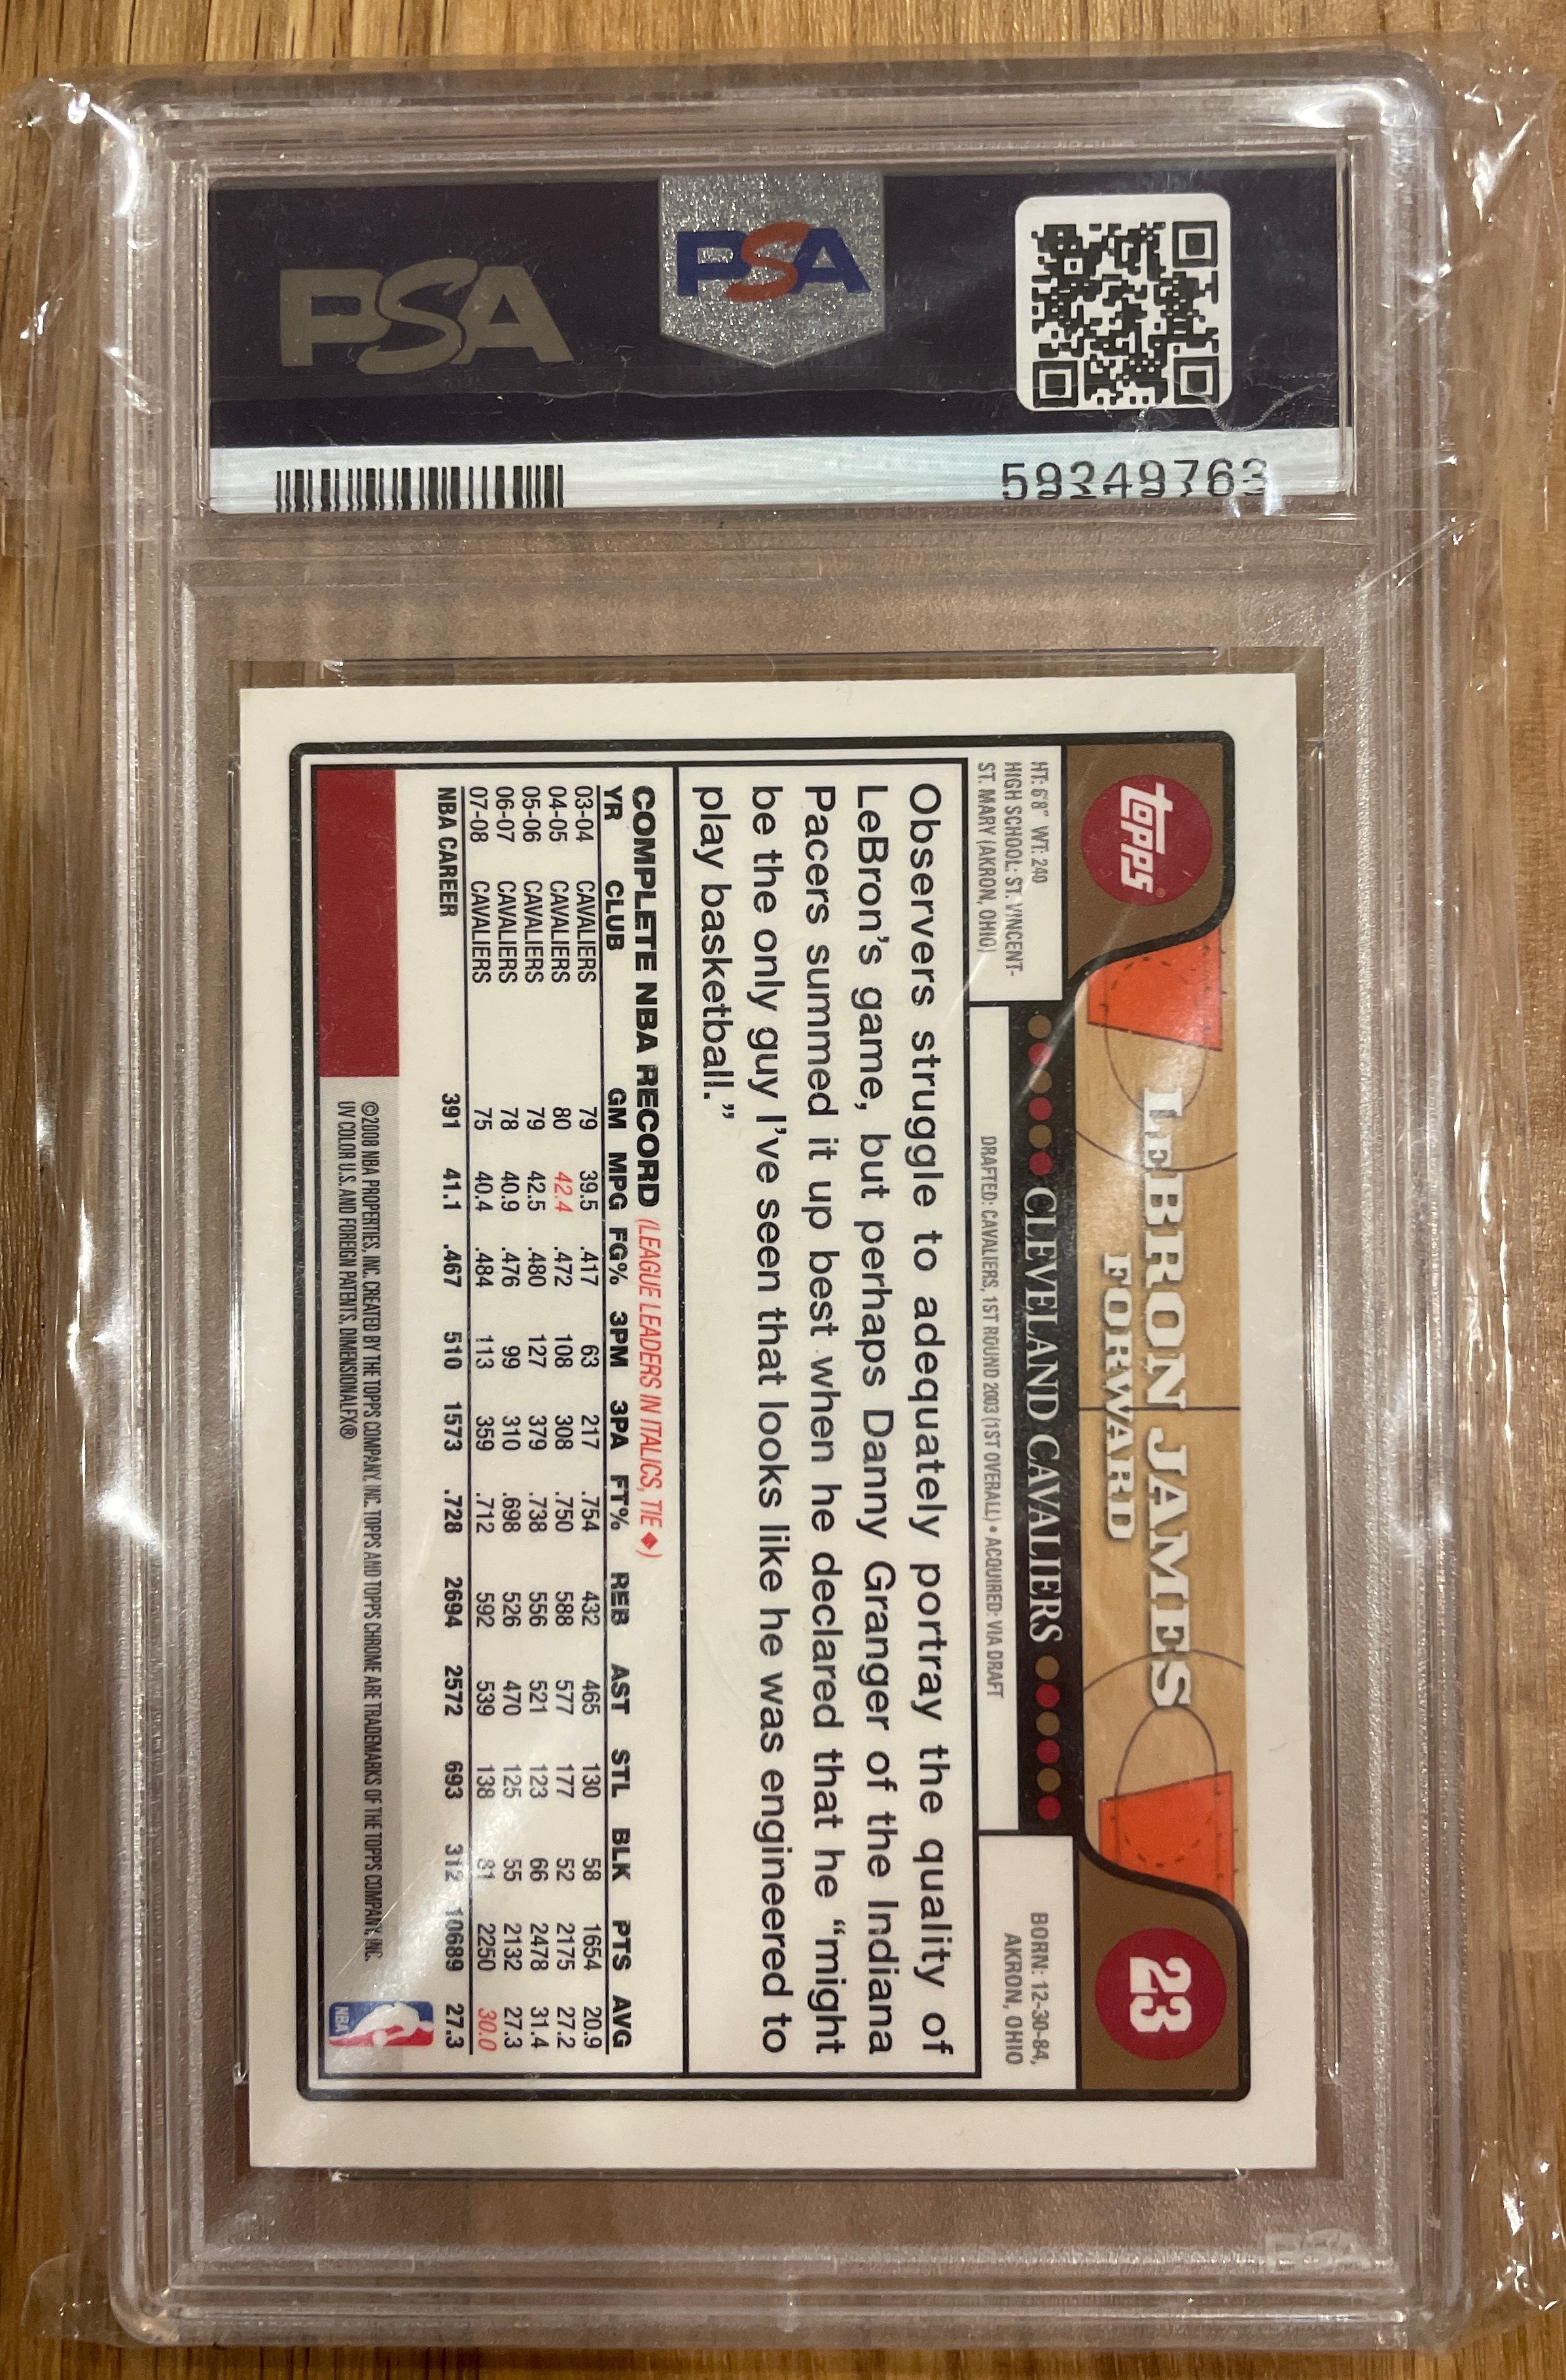 PSA
PSA
59249763
TOPPS
LEBRON JAMES
FORWARD
23
CLEVELAND CAVALIERS
HT: 6'8" WT: 240
HIGH SCHOOL: ST. VINCENT-
ST. MARY (AKRON, OHIO)
DRAFTED: CAVALIERS, 1ST ROUND 2003 (1ST OVERALL) • ACQUIRED: VIA DRAFT
BORN: 12-30-84,
AKRON, OHIO
Observers struggle to adequately portray the quality of
LeBron's game, but perhaps Danny Granger of the Indiana
Pacers summed it up best when he declared that he "might
be the only guy I've seen that looks like he was engineered to
play basketball."
COMPLETE NBA RECORD (LEAGUE LEADERS IN ITALICS, TIE ♦)
YR CLUB GM MPG FG% 3PM 3PA FT% REB AST STL BLK PTS AVG
03-04 CAVALIERS 79 39.5 .417 63 217 .754 432 465 130 58 1654 20.9
04-05 CAVALIERS 80 42.4 .472 108 308 .750 588 577 177 52 2175 27.2
05-06 CAVALIERS 79 42.5 .480 127 379 .738 556 521 123 66 2478 31.4
06-07 CAVALIERS 78 40.9 .476 99 310 .698 526 470 125 55 2132 27.3
07-08 CAVALIERS 75 40.4 .484 113 359 .712 592 539 138 81 2250 30.0
NBA CAREER 391 41.1 .467 510 1573 .728 2694 2572 693 312 10689 27.3
©2008 NBA PROPERTIES, INC. CREATED BY THE TOPPS COMPANY, INC. TOPPS AND TOPPS CHROME ARE TRADEMARKS OF THE TOPPS COMPANY, INC.
UV COLOR U.S. AND FOREIGN PATENTS, DIMENSIONALFX®
NBA